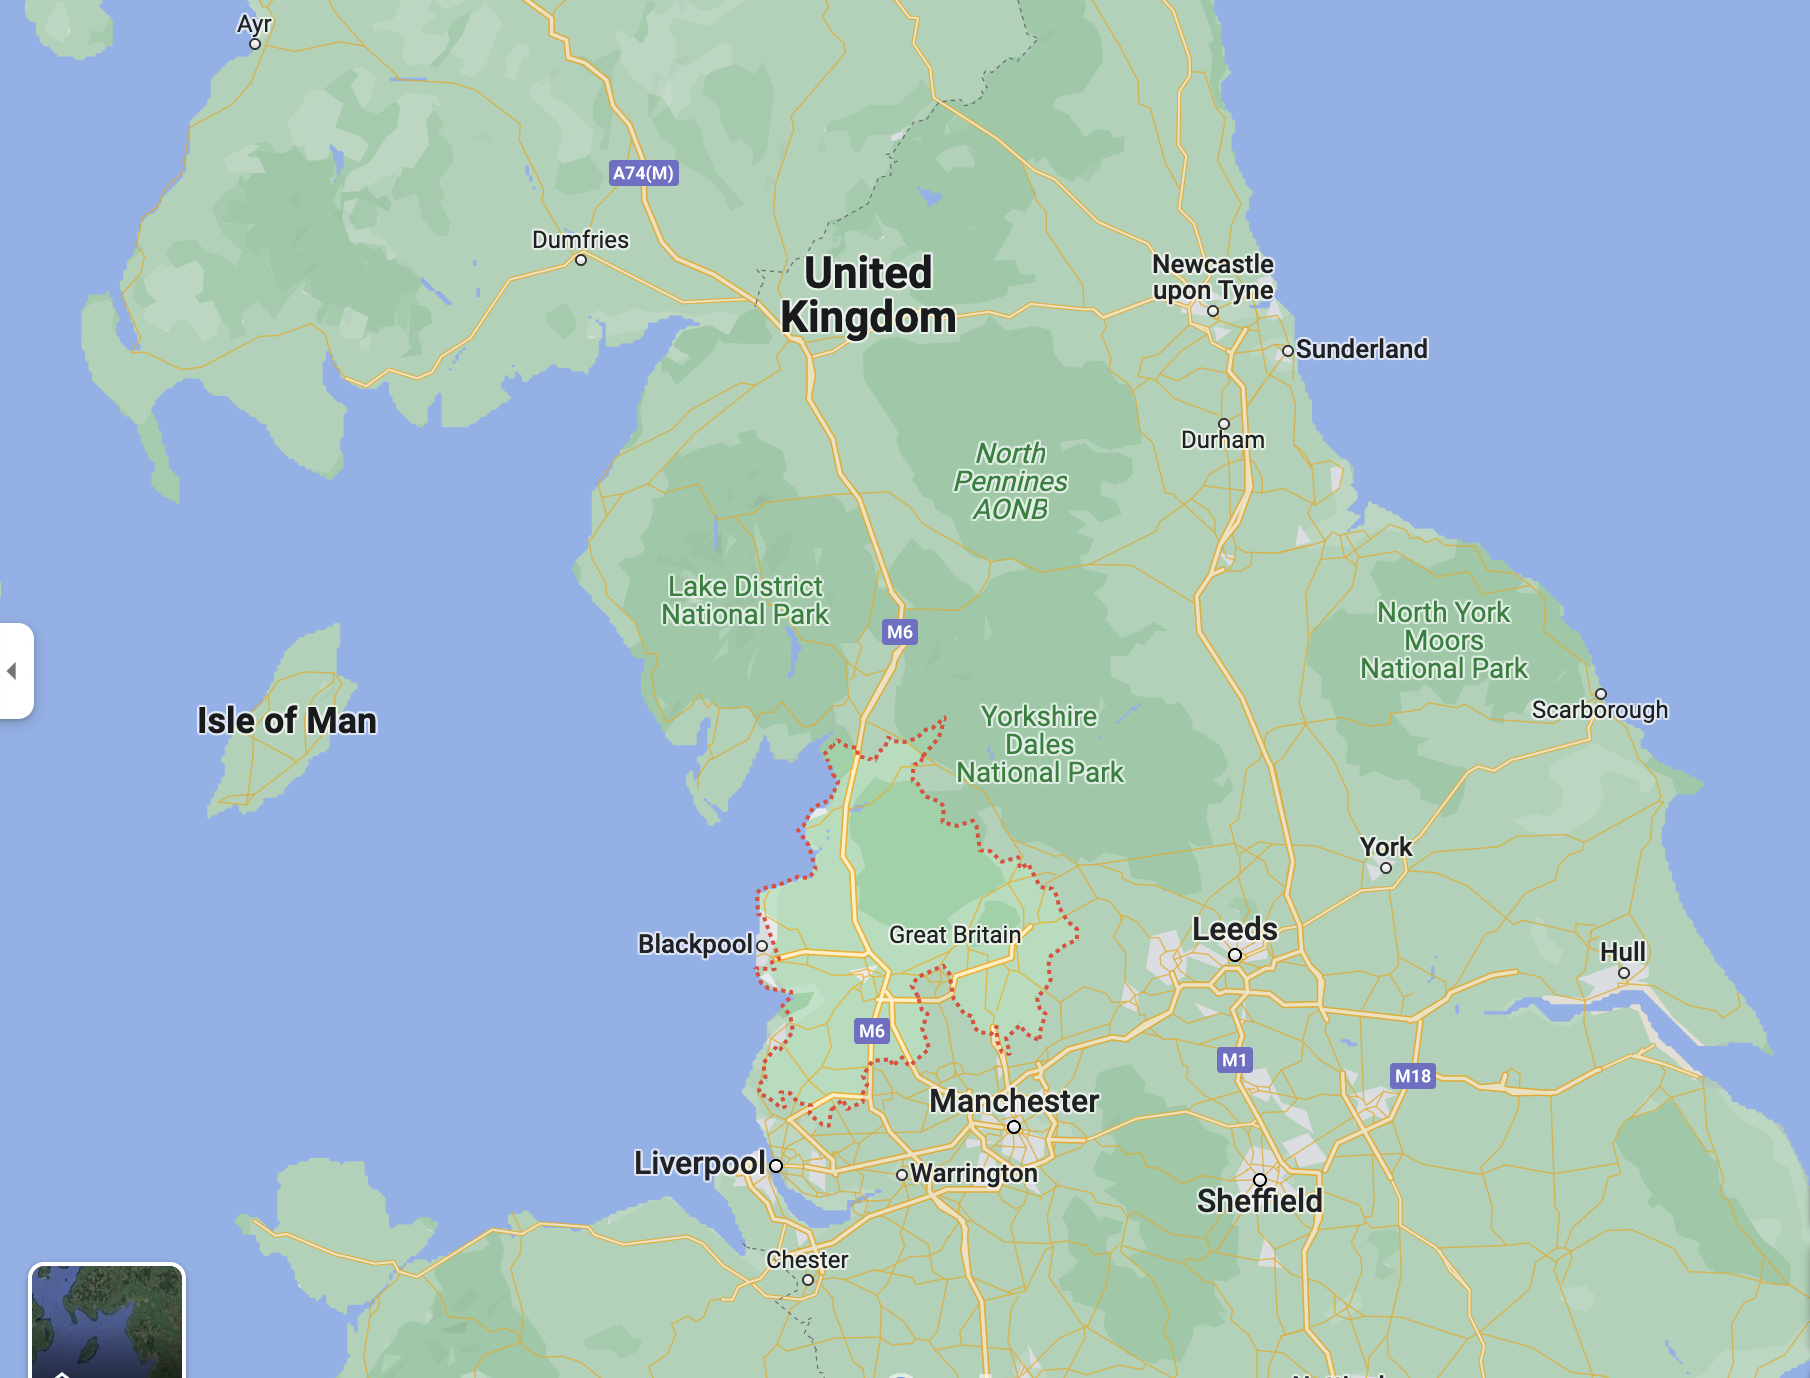 Ayr
A74(M)
Dumfries
United
Kingdom
Newcastle
upon Tyne
Sunderland
Durham
North
Pennines
AONB
Lake District
National Park
M6
North York
Moors
National Park
Scarborough
Isle of Man
Yorkshire
Dales
National Park
York
Blackpool
Great Britain
Leeds
Hull
M6
M1
M18
Manchester
Liverpool
Warrington
Sheffield
Chester